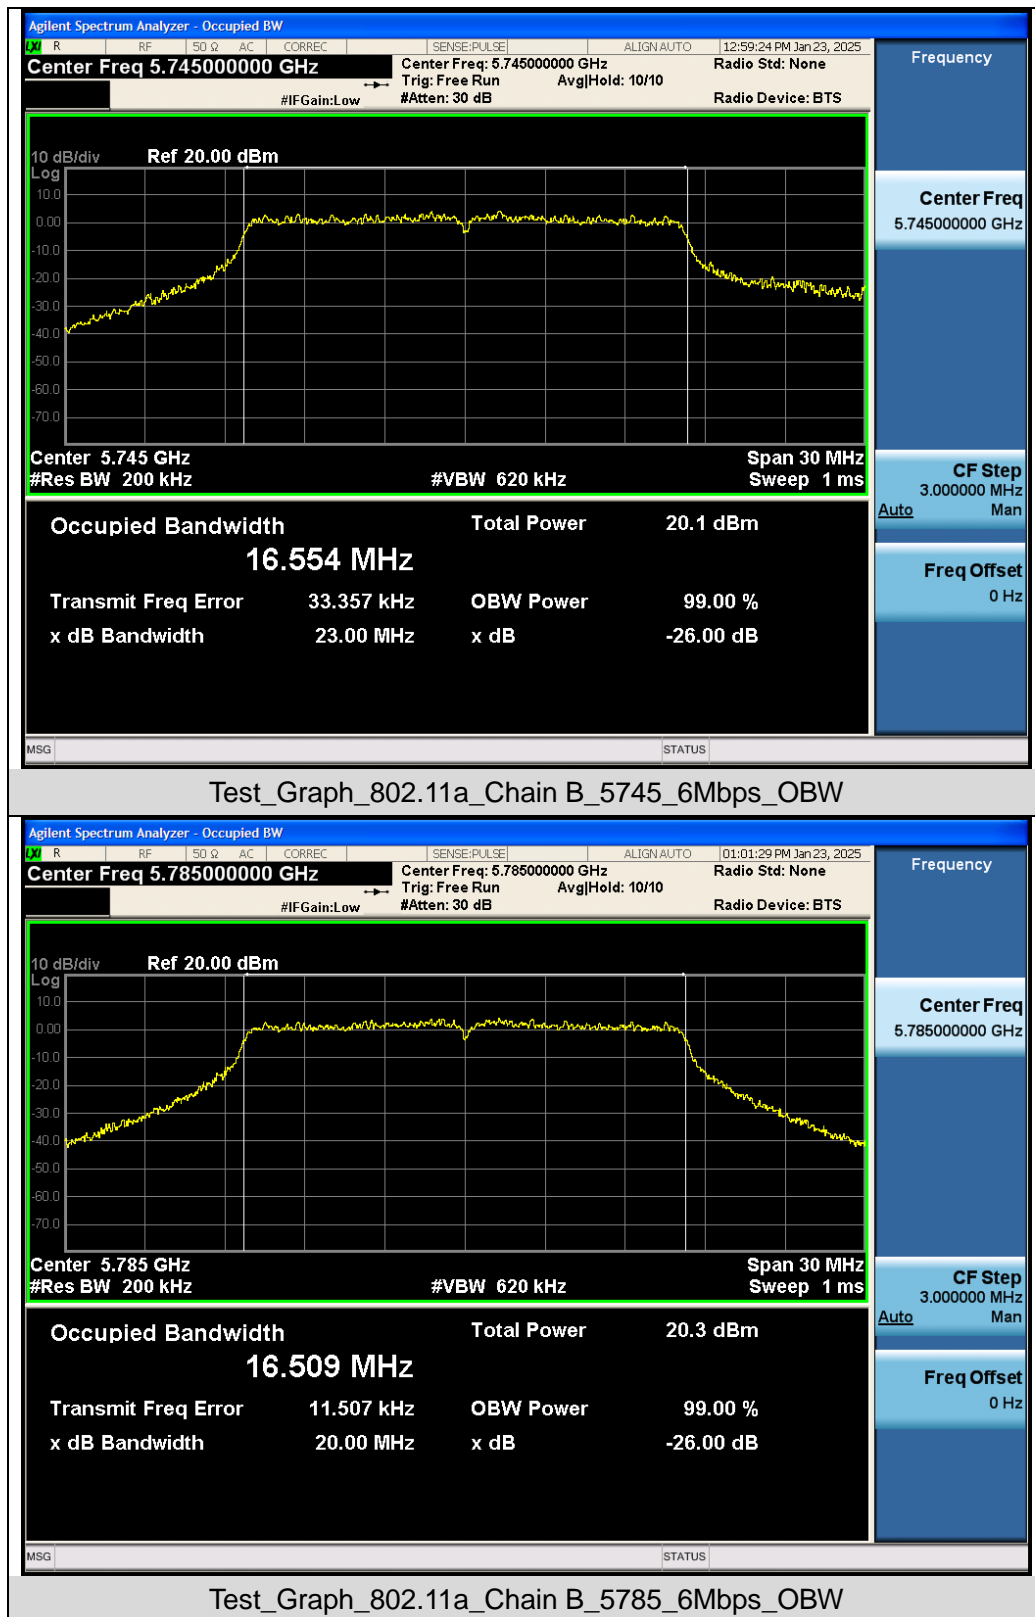 Agilent Spectrum Analyzer - Occupied BW
LXI R RF 50 Ω AC CORREC SENSE:PULSE ALIGN AUTO 12:59:24 PM Jan 23, 2025
Center Freq 5.745000000 GHz Center Freq: 5.745000000 GHz Radio Std: None
Trig: Free Run Avg|Hold: 10/10
#IFGain:Low #Atten: 30 dB Radio Device: BTS
Frequency
10 dB/div Ref 20.00 dBm
Log
10.0
0.00
-10.0
-20.0
-30.0
-40.0
-50.0
-60.0
-70.0
Center 5.745 GHz Span 30 MHz
#Res BW 200 kHz #VBW 620 kHz Sweep 1 ms
Center Freq
5.745000000 GHz
CF Step
3.000000 MHz
Auto Man
Freq Offset
0 Hz
Occupied Bandwidth Total Power 20.1 dBm
16.554 MHz
Transmit Freq Error 33.357 kHz OBW Power 99.00 %
x dB Bandwidth 23.00 MHz x dB -26.00 dB
MSG STATUS
Test_Graph_802.11a_Chain B_5745_6Mbps_OBW
Agilent Spectrum Analyzer - Occupied BW
LXI R RF 50 Ω AC CORREC SENSE:PULSE ALIGN AUTO 01:01:29 PM Jan 23, 2025
Center Freq 5.785000000 GHz Center Freq: 5.785000000 GHz Radio Std: None
Trig: Free Run Avg|Hold: 10/10
#IFGain:Low #Atten: 30 dB Radio Device: BTS
Frequency
10 dB/div Ref 20.00 dBm
Log
10.0
0.00
-10.0
-20.0
-30.0
-40.0
-50.0
-60.0
-70.0
Center 5.785 GHz Span 30 MHz
#Res BW 200 kHz #VBW 620 kHz Sweep 1 ms
Center Freq
5.785000000 GHz
CF Step
3.000000 MHz
Auto Man
Freq Offset
0 Hz
Occupied Bandwidth Total Power 20.3 dBm
16.509 MHz
Transmit Freq Error 11.507 kHz OBW Power 99.00 %
x dB Bandwidth 20.00 MHz x dB -26.00 dB
MSG STATUS
Test_Graph_802.11a_Chain B_5785_6Mbps_OBW